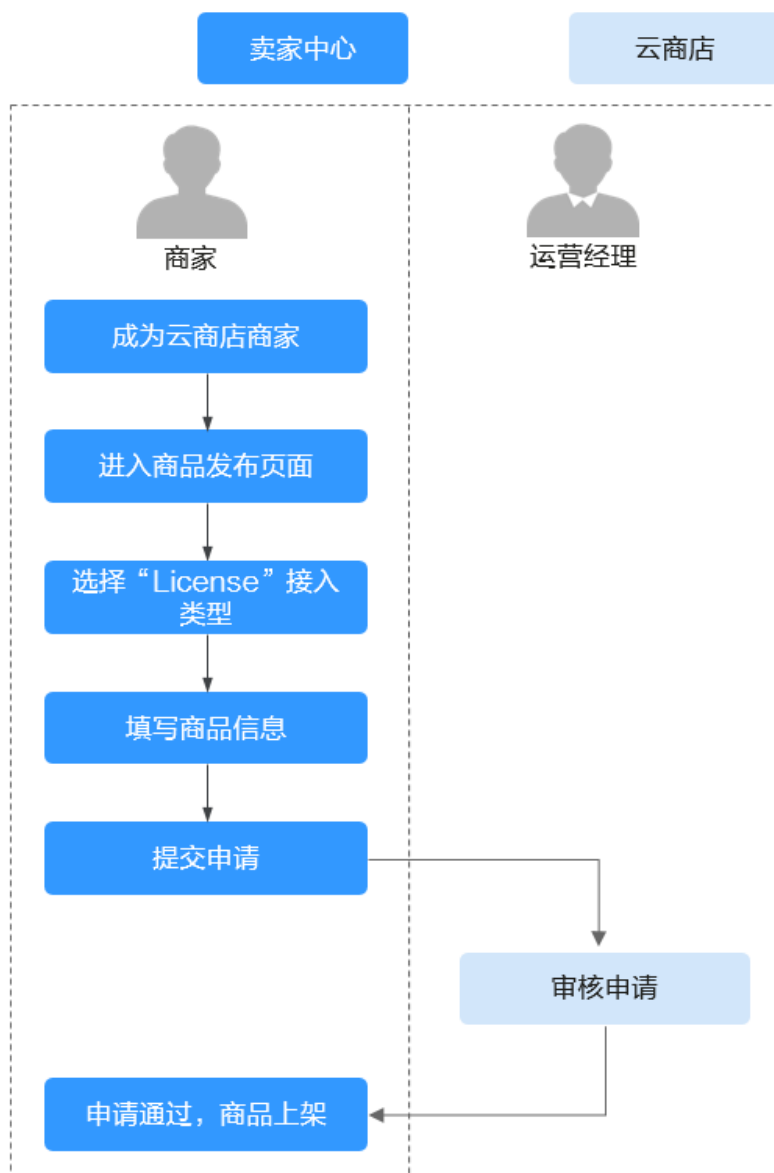 卖家中心
云商店
商家
运营经理
成为云商店商家
进入商品发布页面
选择“License”接入
类型
填写商品信息
提交申请
审核申请
申请通过，商品上架